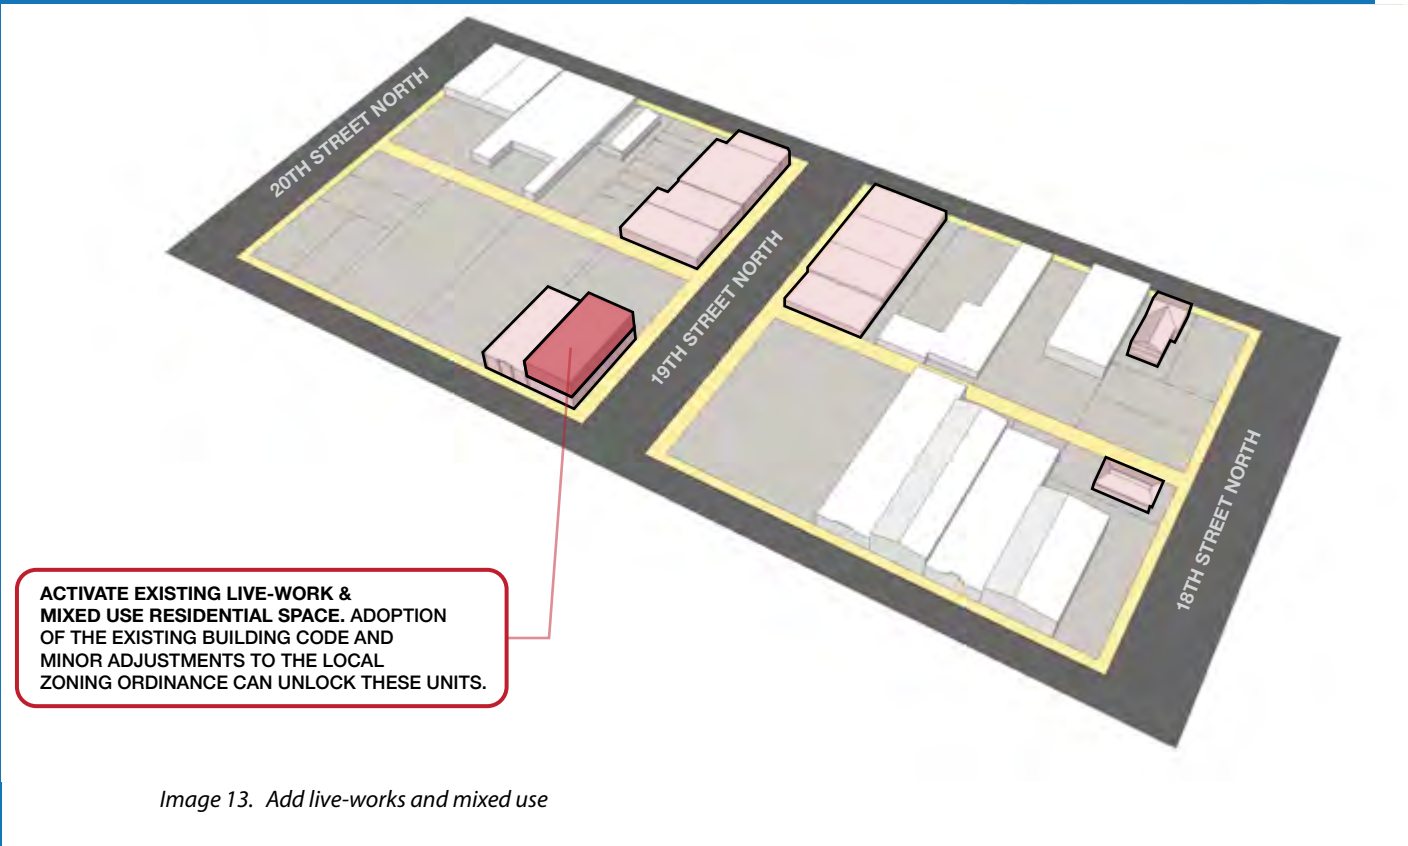 20TH STREET NORTH
19TH STREET NORTH
18TH STREET NORTH
ACTIVATE EXISTING LIVE-WORK &
MIXED USE RESIDENTIAL SPACE. ADOPTION
OF THE EXISTING BUILDING CODE AND
MINOR ADJUSTMENTS TO THE LOCAL
ZONING ORDINANCE CAN UNLOCK THESE UNITS.
Image 13. Add live-works and mixed use